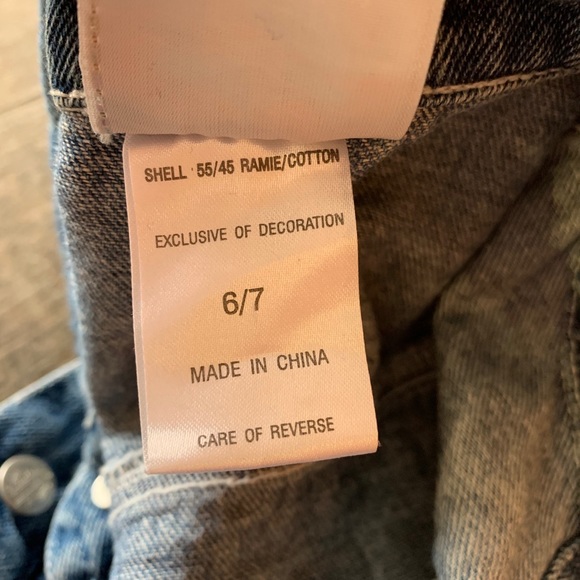 SHELL 55/45 RAMIE/COTTON
EXCLUSIVE OF DECORATION
6/7
MADE IN CHINA
CARE OF REVERSE